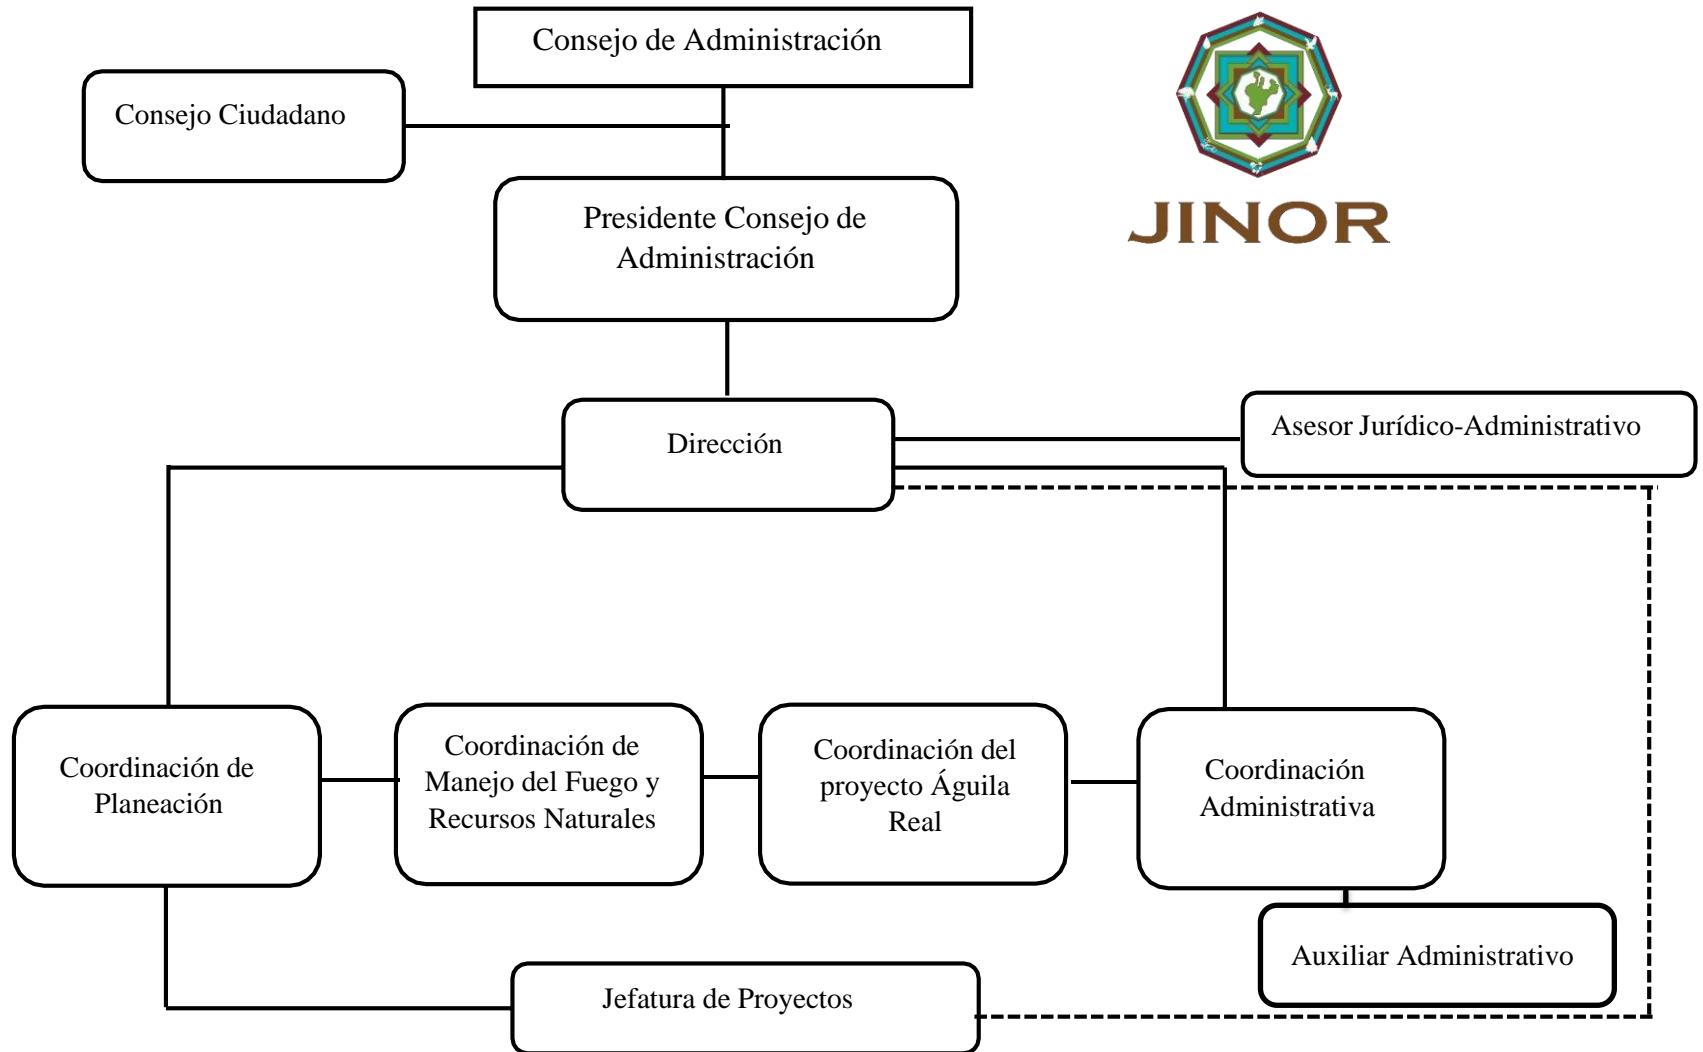 Consejo de Administración
Consejo Ciudadano
JINOR
Presidente Consejo de
Administración
Dirección
Asesor Jurídico-Administrativo
Coordinación de
Planeación
Coordinación de
Manejo del Fuego y
Recursos Naturales
Coordinación del
proyecto Águila
Real
Coordinación
Administrativa
Auxiliar Administrativo
Jefatura de Proyectos